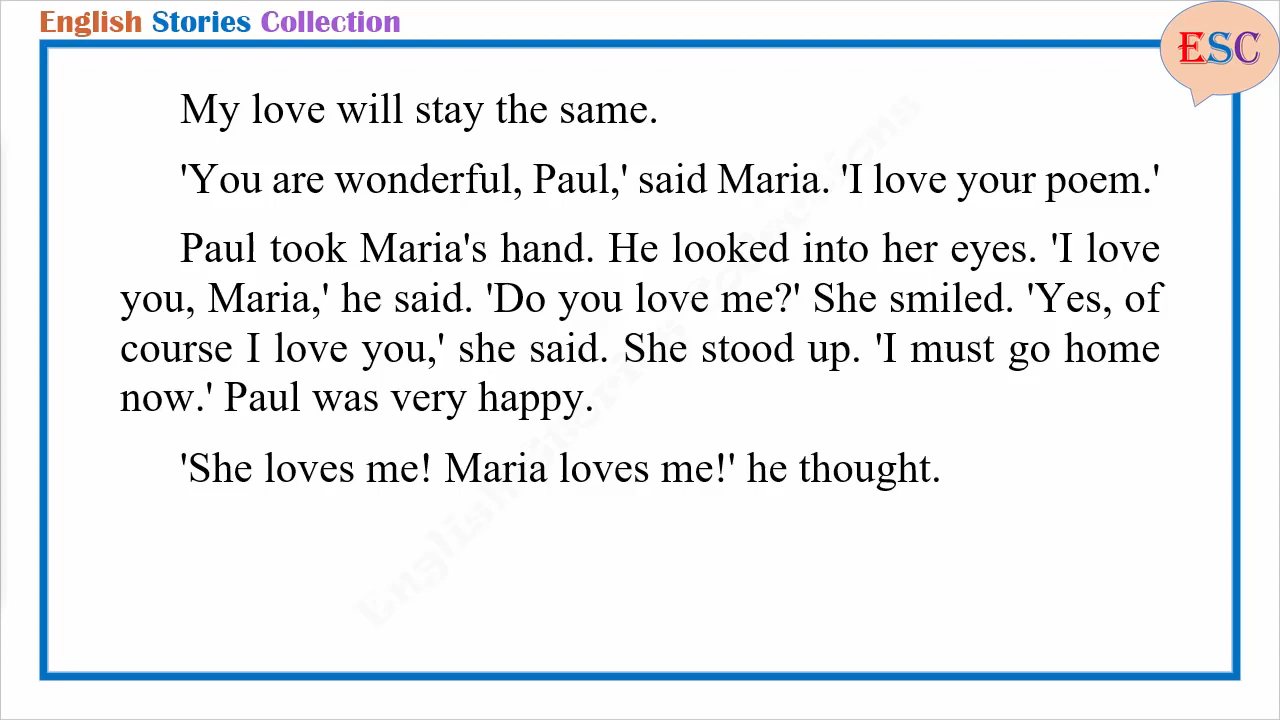 English Stories Collection
ESC
My love will stay the same.
'You are wonderful, Paul,' said Maria. 'I love your poem.'
Paul took Maria's hand. He looked into her eyes. 'I love
you, Maria,' he said. 'Do you love me?' She smiled. 'Yes, of
course I love you,' she said. She stood up. 'I must go home
now.' Paul was very happy.
'She loves me! Maria loves me!' he thought.
English Stories Collections